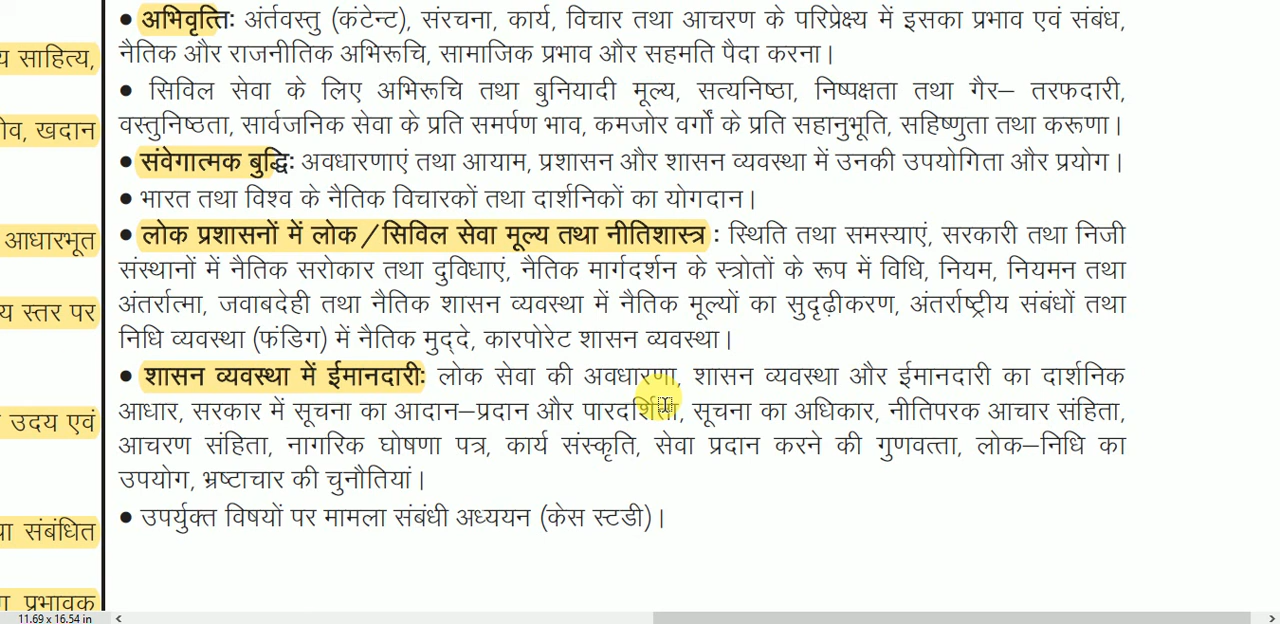 • अभिवृत्तिः अंर्तवस्तु (कंटेन्ट), संरचना, कार्य, विचार तथा आचरण के परिप्रेक्ष्य में इसका प्रभाव एवं संबंध,
नैतिक और राजनीतिक अभिरूचि, सामाजिक प्रभाव और सहमति पैदा करना।
• सिविल सेवा के लिए अभिरूचि तथा बुनियादी मूल्य, सत्यनिष्ठा, निष्पक्षता तथा गैर– तरफदारी,
वस्तुनिष्ठता, सार्वजनिक सेवा के प्रति समर्पण भाव, कमजोर वर्गों के प्रति सहानुभूति, सहिष्णुता तथा करूणा।
• संवेगात्मक बुद्धिः अवधारणाएं तथा आयाम, प्रशासन और शासन व्यवस्था में उनकी उपयोगिता और प्रयोग।
• भारत तथा विश्व के नैतिक विचारकों तथा दार्शनिकों का योगदान।
• लोक प्रशासनों में लोक/सिविल सेवा मूल्य तथा नीतिशास्त्र : स्थिति तथा समस्याएं, सरकारी तथा निजी
संस्थानों में नैतिक सरोकार तथा दुविधाएं, नैतिक मार्गदर्शन के स्त्रोतों के रूप में विधि, नियम, नियमन तथा
अंतर्रात्मा, जवाबदेही तथा नैतिक शासन व्यवस्था में नैतिक मूल्यों का सुदृढ़ीकरण, अंतर्राष्ट्रीय संबंधों तथा
निधि व्यवस्था (फंडिग) में नैतिक मुद्दे, कारपोरेट शासन व्यवस्था।
• शासन व्यवस्था में ईमानदारीः लोक सेवा की अवधारणा, शासन व्यवस्था और ईमानदारी का दार्शनिक
आधार, सरकार में सूचना का आदान–प्रदान और पारदर्शिता, सूचना का अधिकार, नीतिपरक आचार संहिता,
आचरण संहिता, नागरिक घोषणा पत्र, कार्य संस्कृति, सेवा प्रदान करने की गुणवत्ता, लोक–निधि का
उपयोग, भ्रष्टाचार की चुनौतियां।
• उपर्युक्त विषयों पर मामला संबंधी अध्ययन (केस स्टडी)।
साहित्य,
खदान
आधारभूत
स्तर पर
उदय एवं
संबंधित
प्रभावक
11.69 x 16.54 in